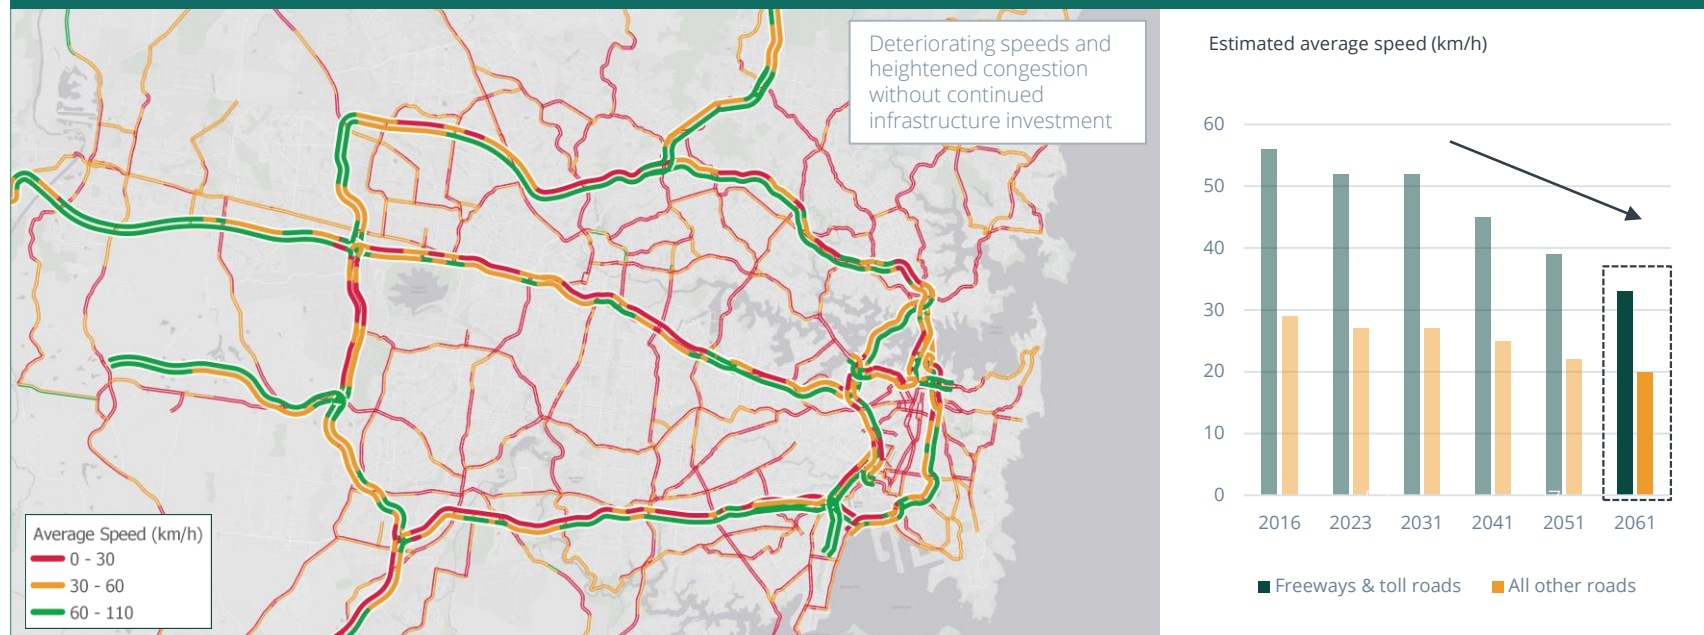 Deteriorating speeds and
heightened congestion
without continued
infrastructure investment
Average Speed (km/h)
0 - 30
30 - 60
60 - 110
Estimated average speed (km/h)
60
50
40
30
20
10
0
2016 2023 2031 2041 2051 2061
Freeways & toll roads All other roads